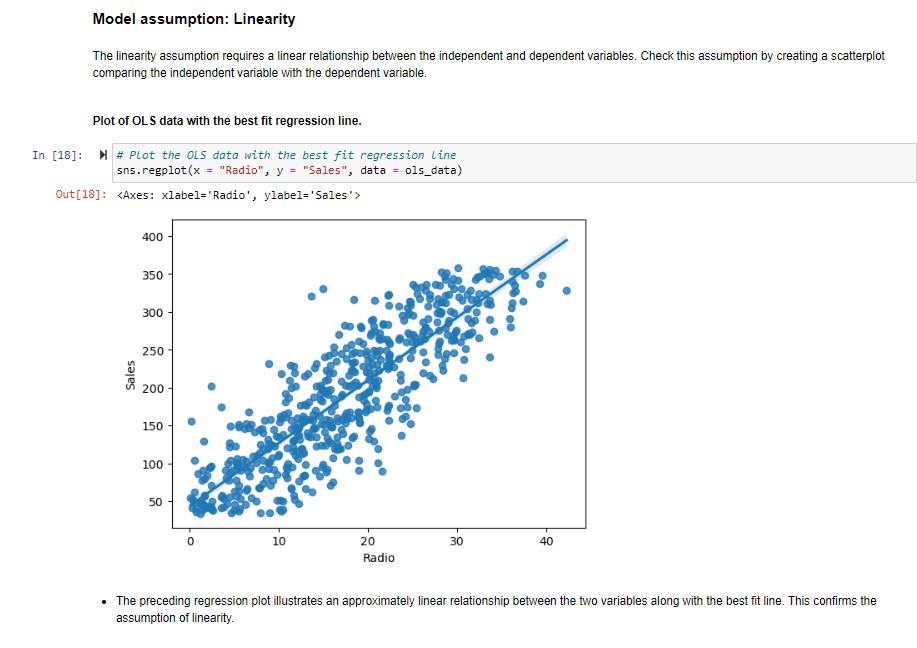 Model assumption: Linearity
The linearity assumption requires a linear relationship between the independent and dependent variables. Check this assumption by creating a scatterplot
comparing the independent variable with the dependent variable.
Plot of OLS data with the best fit regression line.
In [18]:
# Plot the OLS data with the best fit regression line
sns.regplot(x = "Radio", y = "Sales", data = ols_data)
Out[18]: <Axes: xlabel='Radio', ylabel='Sales'>
400
350
300
250
200
150
100
50
Sales
0 10 20 30 40
Radio
• The preceding regression plot illustrates an approximately linear relationship between the two variables along with the best fit line. This confirms the
assumption of linearity.